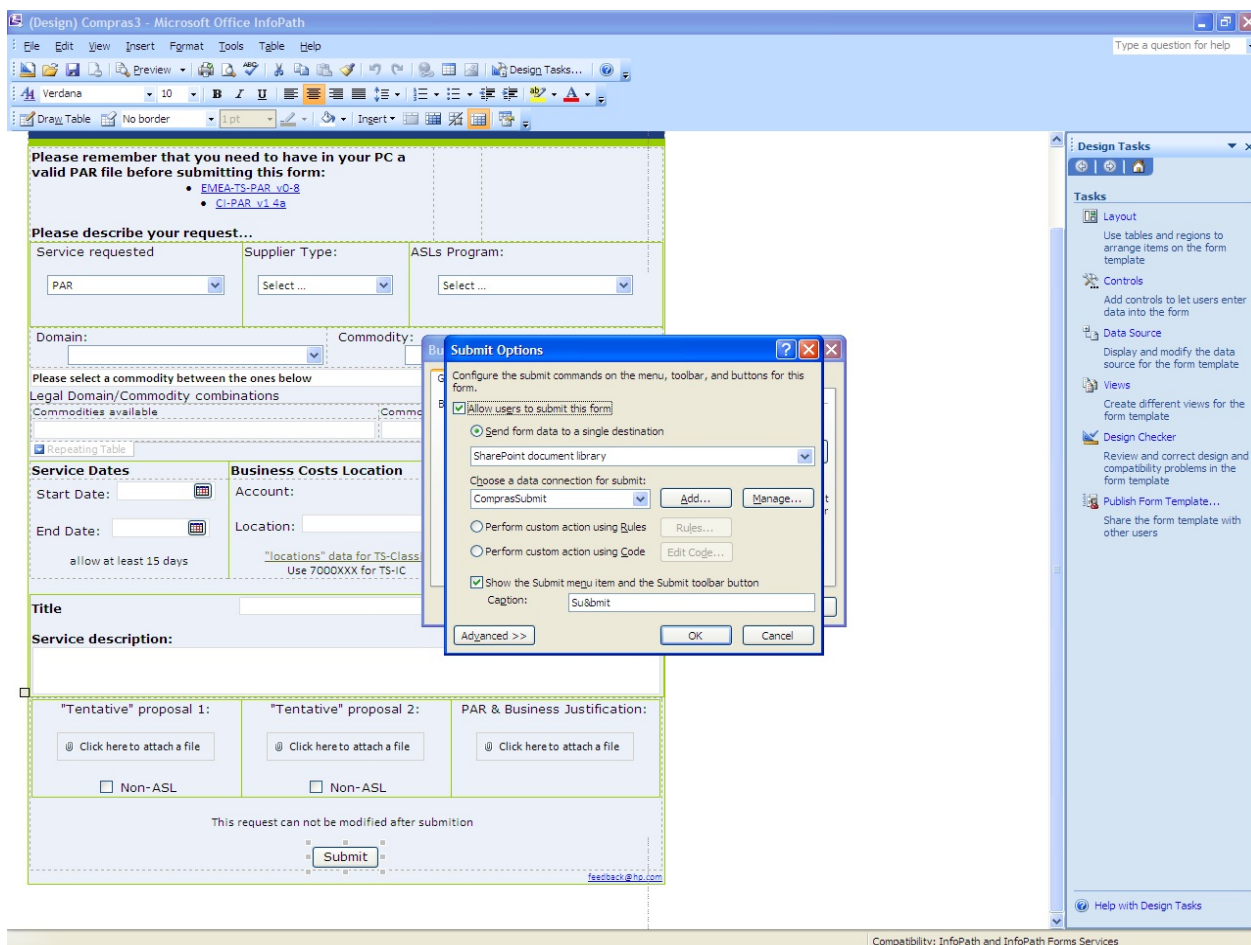 (Design) Compras3 - Microsoft Office InfoPath
File Edit View Insert Format Tools Table Help
Type a question for help
Preview Design Tasks...
Verdana 10 B I U
Draw Table No border 1 pt Insert
Please remember that you need to have in your PC a
valid PAR file before submitting this form:
EMEA-TS-PAR_v0-8
CI-PAR_v1 4a
Please describe your request...
Service requested Supplier Type: ASLs Program:
PAR Select ... Select ...
Domain: Commodity:
Please select a commodity between the ones below
Legal Domain/Commodity combinations
Commodities available
Repeating Table
Service Dates Business Costs Location
Start Date: Account:
End Date: Location:
allow at least 15 days
"locations" data for TS-Classi
Use 7000XXX for TS-IC
Title
Service description:
"Tentative" proposal 1: "Tentative" proposal 2: PAR & Business Justification:
Click here to attach a file Click here to attach a file Click here to attach a file
Non-ASL Non-ASL
This request can not be modified after submition
Submit
feedback@hp.com
Submit Options
Configure the submit commands on the menu, toolbar, and buttons for this
form.
Allow users to submit this form
Send form data to a single destination
SharePoint document library
Choose a data connection for submit:
ComprasSubmit Add... Manage...
Perform custom action using Rules Rules...
Perform custom action using Code Edit Code...
Show the Submit menu item and the Submit toolbar button
Caption: Su&bmit
Advanced >> OK Cancel
Design Tasks
Tasks
Layout
Use tables and regions to
arrange items on the form
template
Controls
Add controls to let users enter
data into the form
Data Source
Display and modify the data
source for the form template
Views
Create different views for the
form template
Design Checker
Review and correct design and
compatibility problems in the
form template
Publish Form Template...
Share the form template with
other users
Help with Design Tasks
Compatibility: InfoPath and InfoPath Forms Services